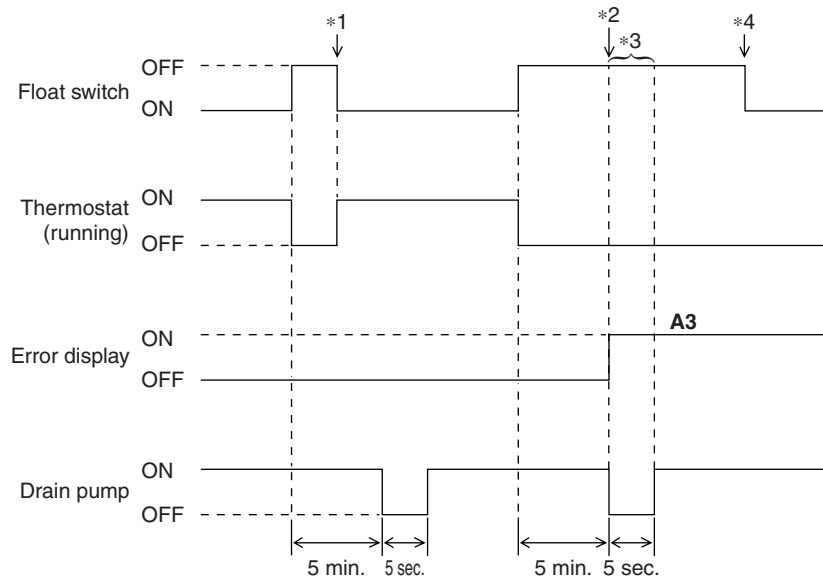 *1
*2
*3
*4
OFF
Float switch
ON
ON
Thermostat
(running)
OFF
ON
A3
Error display
OFF
ON
Drain pump
OFF
5 min.
5 sec.
5 min.
5 sec.